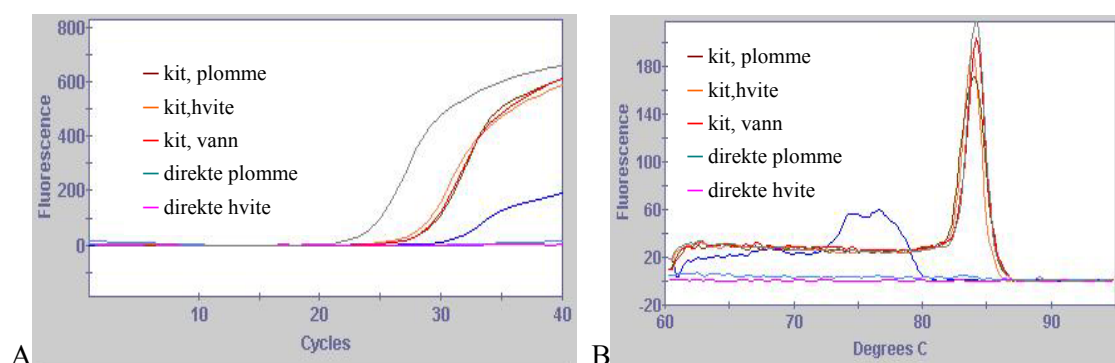 800
600
400
200
0
Fluorescence
kit, plomme
kit,hvite
kit, vann
direkte plomme
direkte hvite
10
20
30
40
Cycles
A
180
140
100
60
20
-20
Fluorescence
kit, plomme
kit,hvite
kit, vann
direkte plomme
direkte hvite
60
70
80
90
Degrees C
B